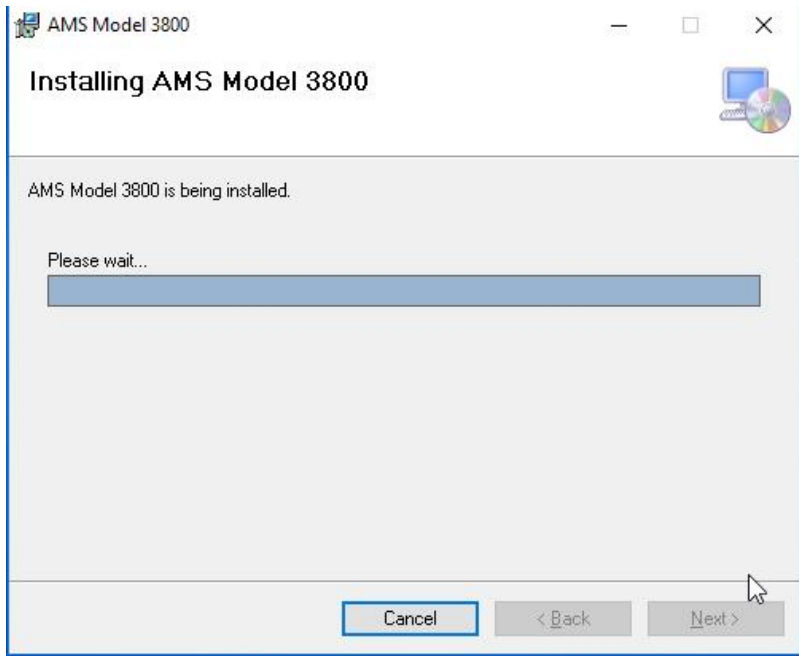 AMS Model 3800
Installing AMS Model 3800
AMS Model 3800 is being installed.
Please wait...
Cancel
< Back
Next >